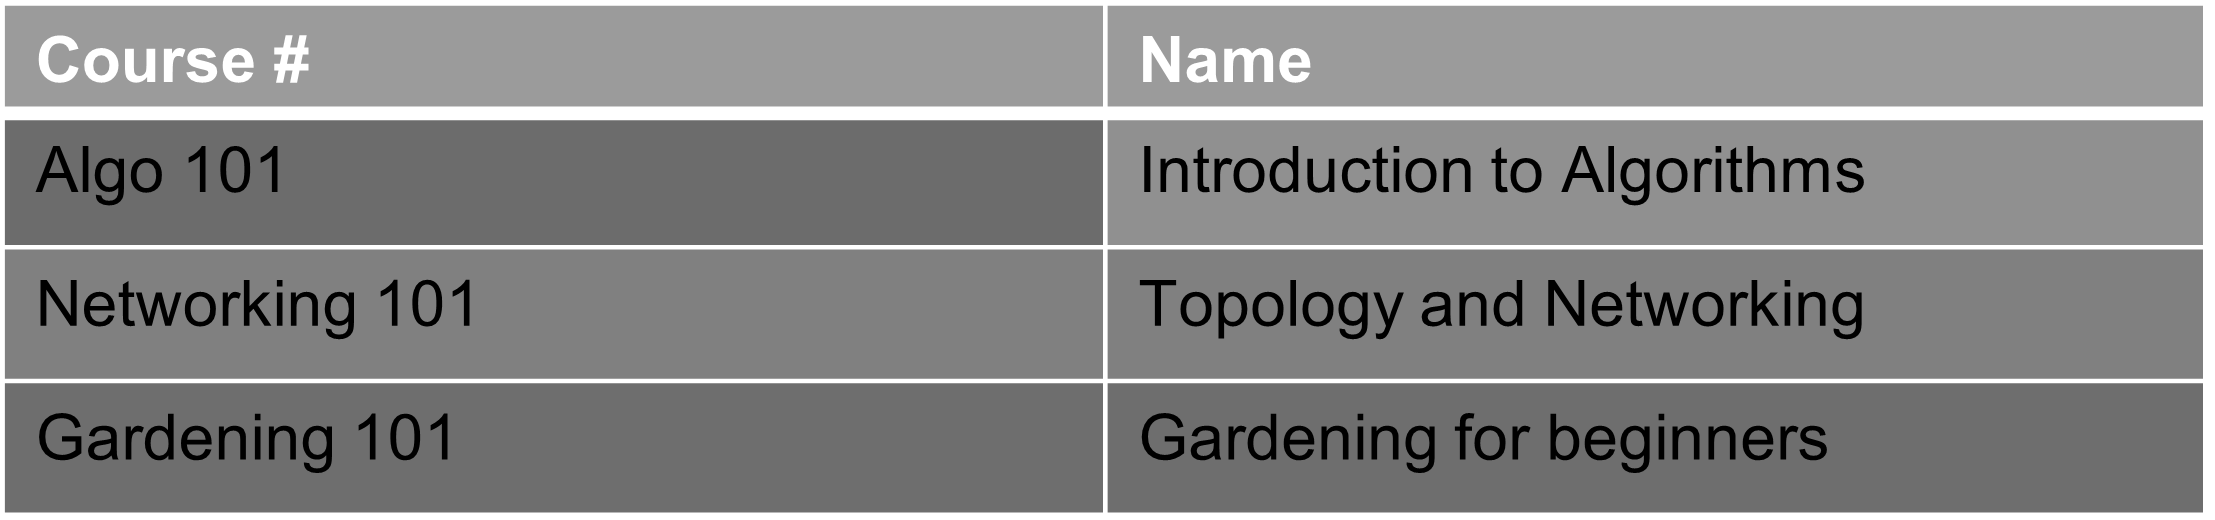 Course # Name
Algo 101 Introduction to Algorithms
Networking 101 Topology and Networking
Gardening 101 Gardening for beginners